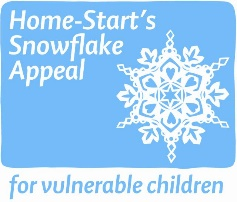 Home-Start's
Snowflake
Appeal
for vulnerable children